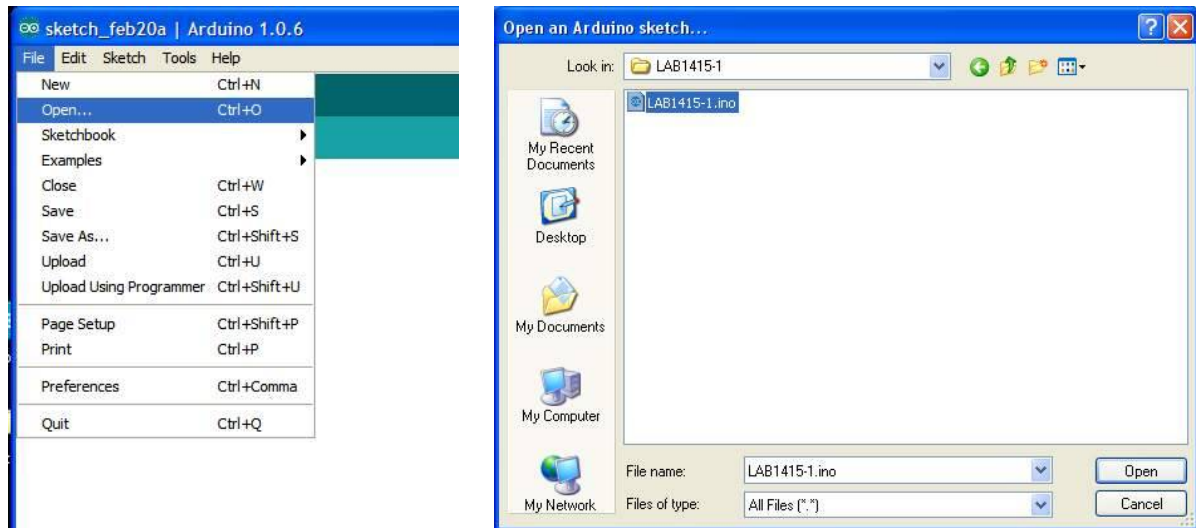 sketch_feb20a | Arduino 1.0.6
File Edit Sketch Tools Help
New Ctrl+N
Open... Ctrl+O
Sketchbook
Examples
Close Ctrl+W
Save Ctrl+S
Save As... Ctrl+Shift+S
Upload Ctrl+U
Upload Using Programmer Ctrl+Shift+U
Page Setup Ctrl+Shift+P
Print Ctrl+P
Preferences Ctrl+Comma
Quit Ctrl+Q
Open an Arduino sketch...
Look in: LAB1415-1
LAB1415-1.ino
My Recent
Documents
Desktop
My Documents
My Computer
My Network
File name: LAB1415-1.ino Open
Files of type: All Files (*.*) Cancel